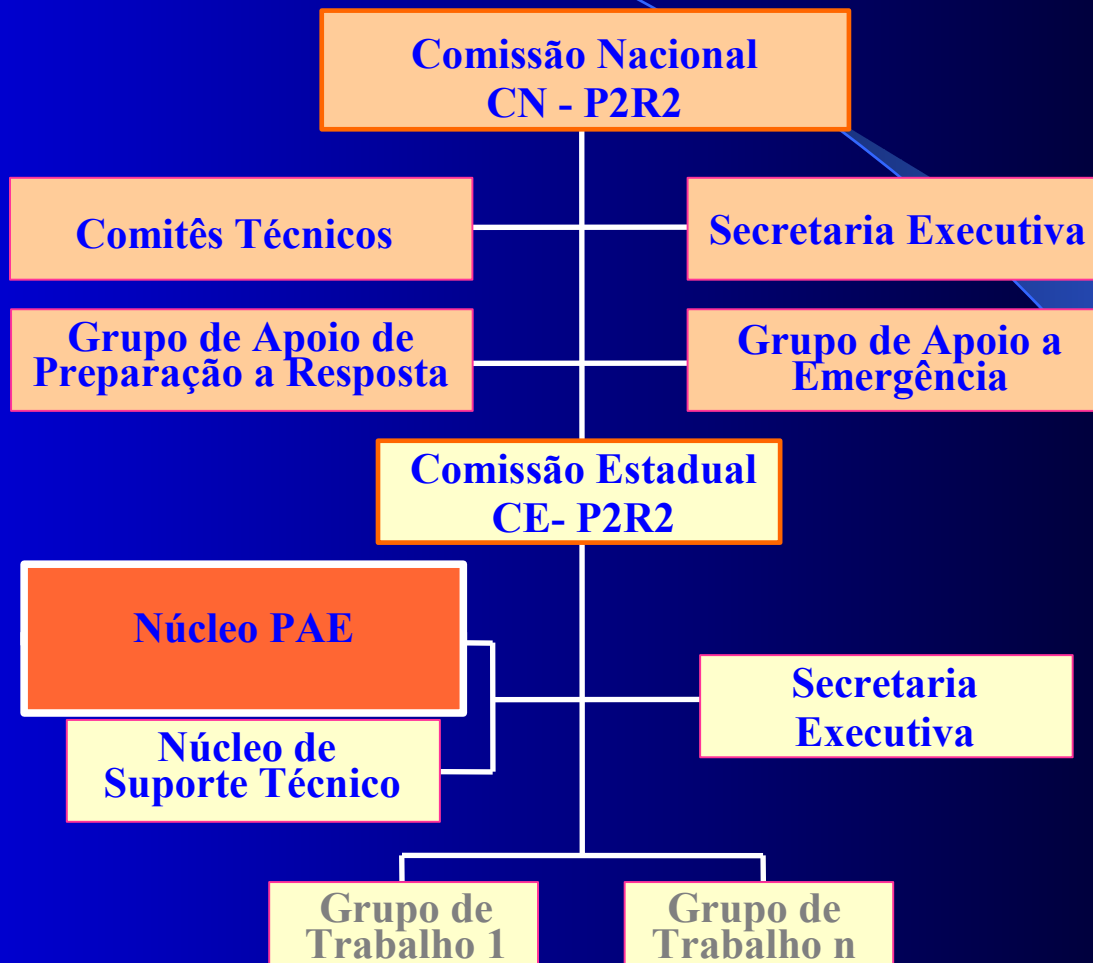 Comissão Nacional
CN - P2R2
Comitês Técnicos
Secretaria Executiva
Grupo de Apoio de
Preparação a Resposta
Grupo de Apoio a
Emergência
Comissão Estadual
CE- P2R2
Núcleo PAE
Núcleo de
Suporte Técnico
Secretaria
Executiva
Grupo de
Trabalho 1
Grupo de
Trabalho n